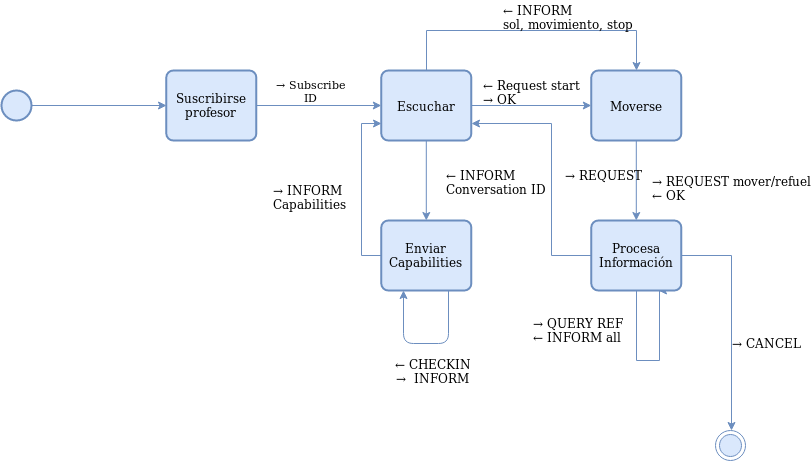 ← INFORM
sol, movimiento, stop
Suscribirse
profesor
→ Subscribe
ID
Escuchar
← Request start
→ OK
Moverse
→ INFORM
Capabilities
← INFORM
Conversation ID
→ REQUEST
→ REQUEST mover/refuel
← OK
Enviar
Capabilities
Procesa
Información
→ QUERY REF
← INFORM all
→ CANCEL
← CHECKIN
→ INFORM